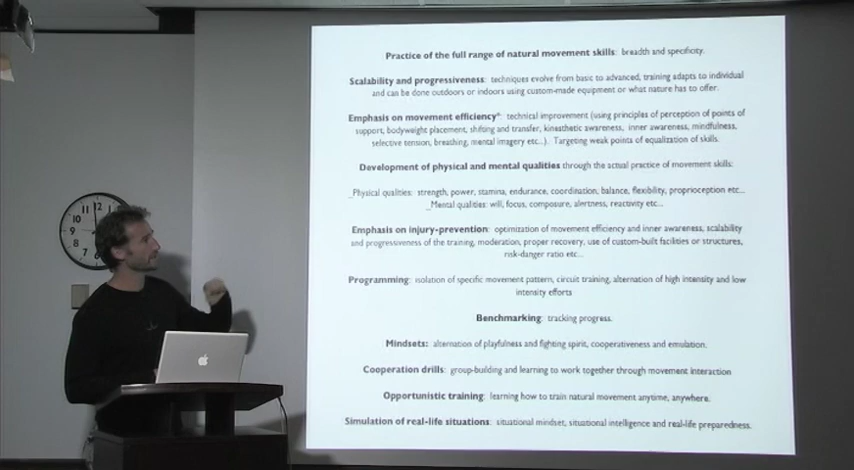 Practice of the full range of natural movement skills: breadth and specificity.
Scalability and progressiveness: techniques evolve from basic to advanced, training adapts to individual
and can be done outdoors or indoors using custom-made equipment or what nature has to offer.
Emphasis on movement efficiency*: technical improvement (using principles of perception of points of
support, bodyweight placement, shifting and transfer, kinesthetic awareness, inner awareness, mindfulness,
selective tension, breathing, mental imagery etc...). Targeting weak points of equalization of skills.
Development of physical and mental qualities through the actual practice of movement skills:
_Physical qualities: strength, power, stamina, endurance, coordination, balance, flexibility, proprioception etc...
_Mental qualities: will, focus, composure, alertness, reactivity etc...
Emphasis on injury-prevention: optimization of movement efficiency and inner awareness, scalability
and progressiveness of the training, moderation, proper recovery, use of custom-built facilities or structures,
risk-danger ratio etc...
Programming: isolation of specific movement pattern, circuit training, alternation of high intensity and low
intensity efforts
Benchmarking: tracking progress.
Mindsets: alternation of playfulness and fighting spirit, cooperativeness and emulation.
Cooperation drills: group-building and learning to work together through movement interaction
Opportunistic training: learning how to train natural movement anytime, anywhere.
Simulation of real-life situations: situational mindset, situational intelligence and real-life preparedness.
11 12
10
9
8
7